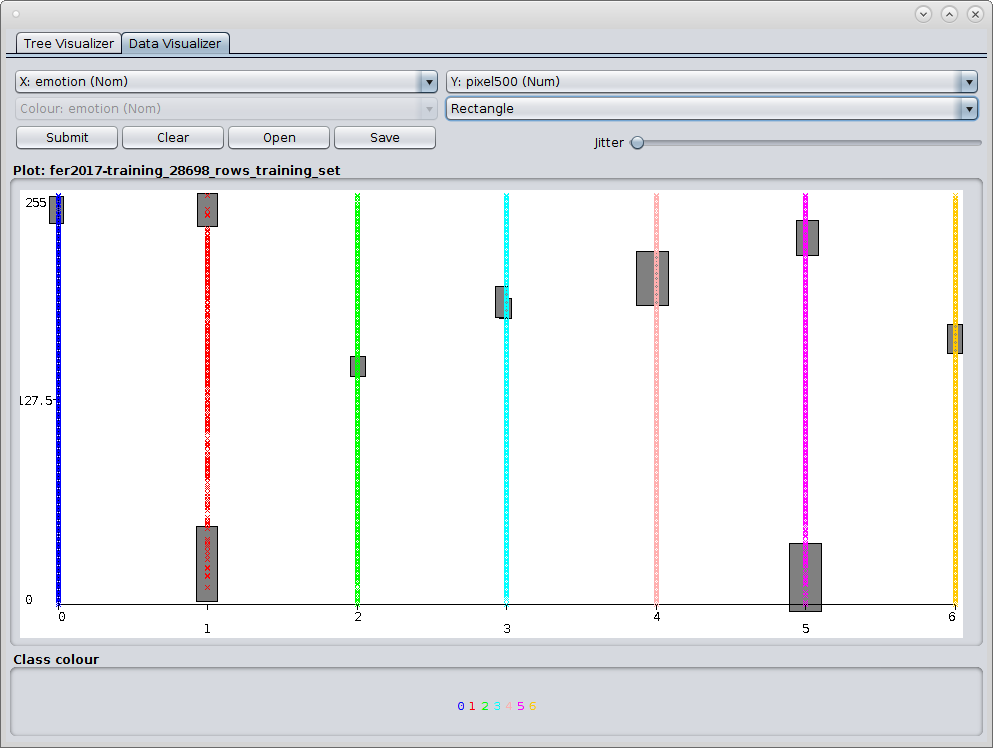 Tree Visualizer Data Visualizer
X: emotion (Nom) Y: pixel500 (Num)
Colour: emotion (Nom) Rectangle
Submit Clear Open Save Jitter
Plot: fer2017-training_28698_rows_training_set
255
127.5
0
0 1 2 3 4 5 6
Class colour
0 1 2 3 4 5 6